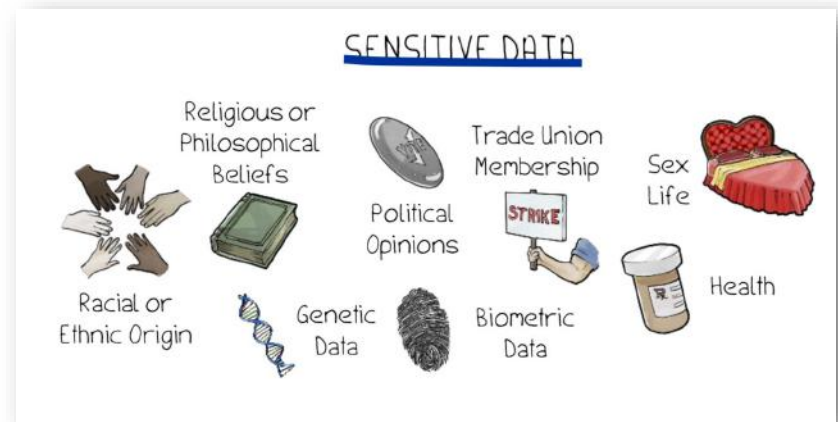 SENSITIVE DATA
Religious or
Philosophical
Beliefs
Trade Union
Membership
Sex
Life
STRIKE
Political
Opinions
Racial or
Ethnic Origin
Genetic
Data
Biometric
Data
Health